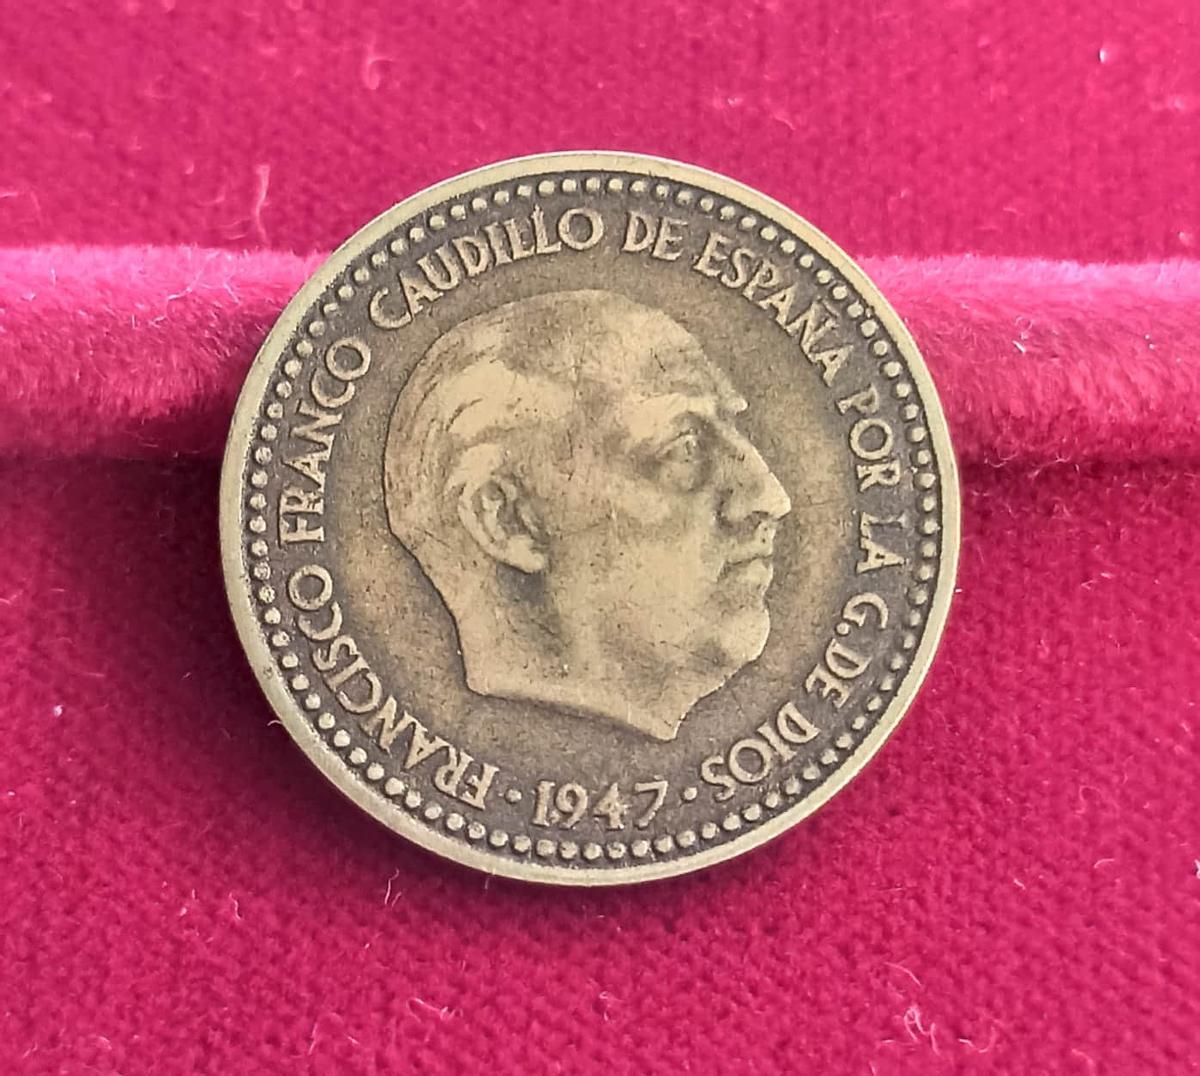 FRANCISCO FRANCO CAUDILLO DE ESPAÑA POR LA G.DE DIOS
· 1947 ·